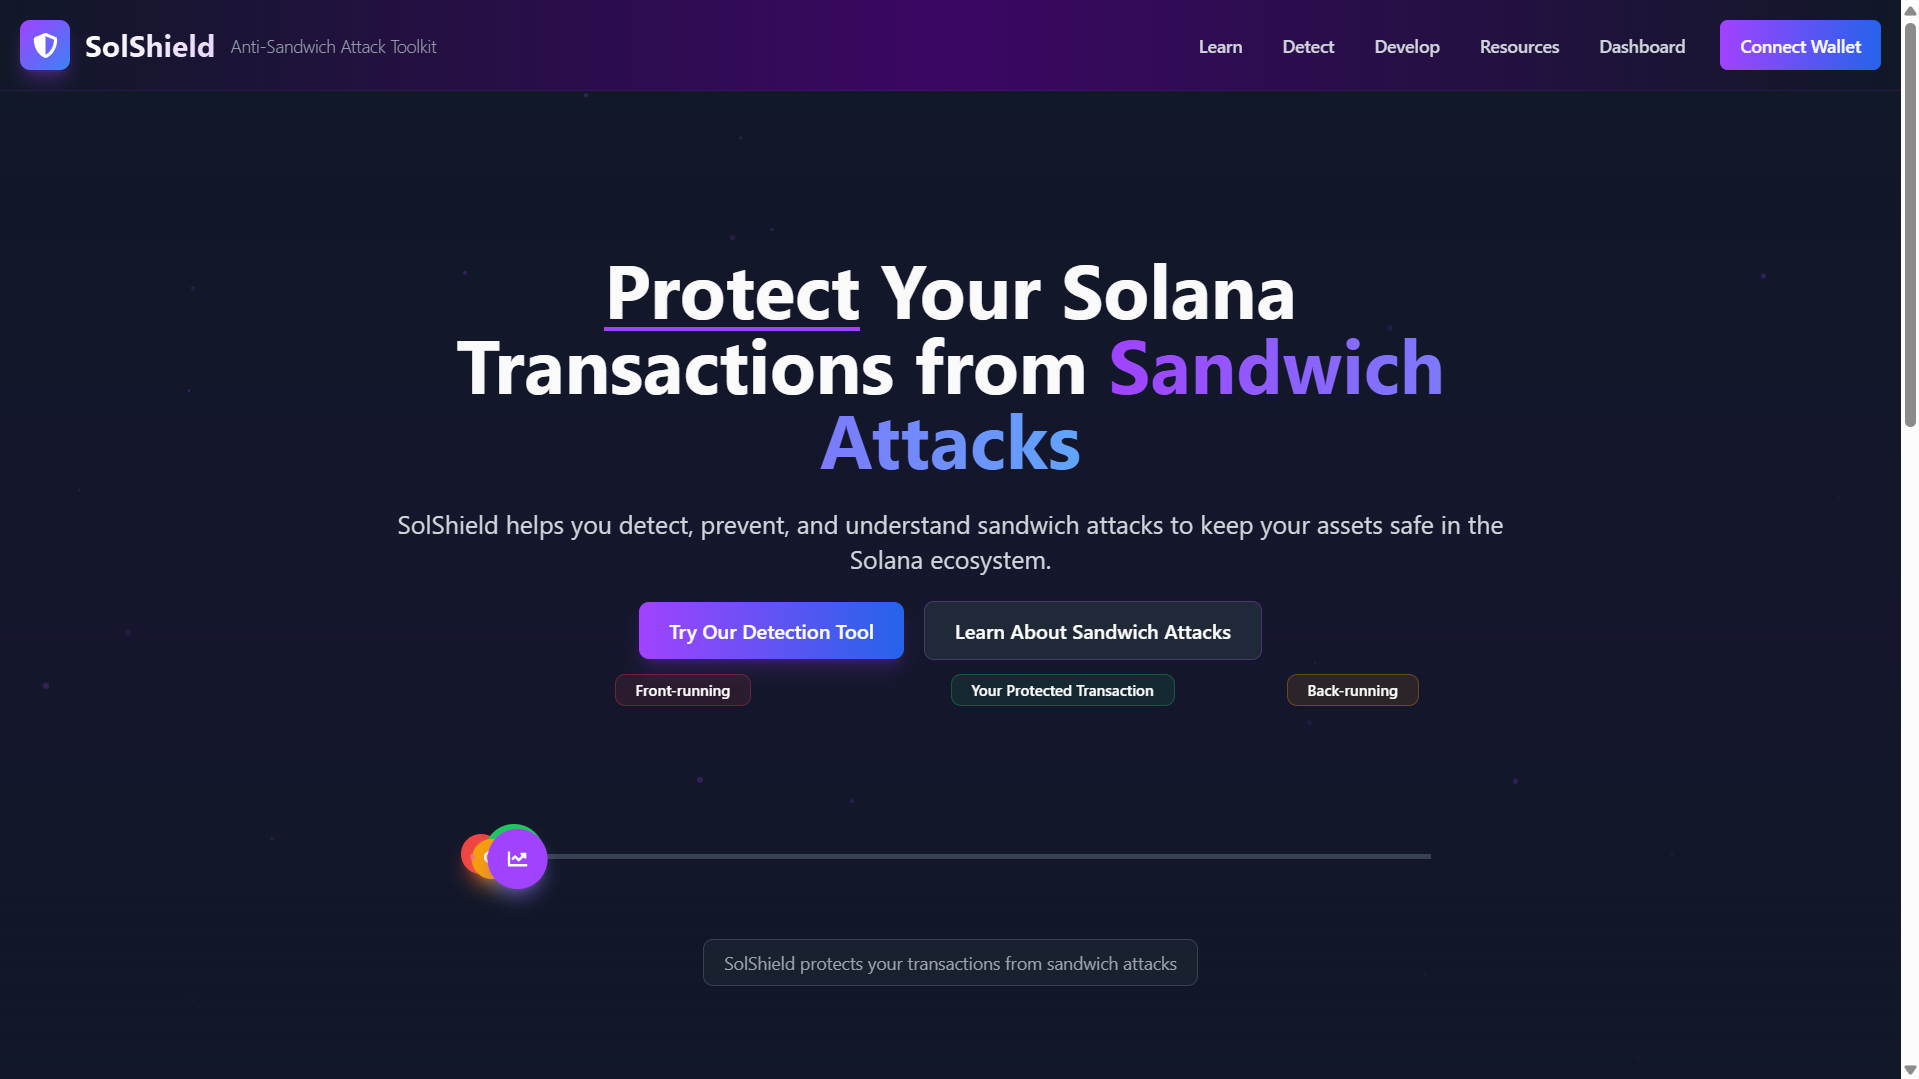 SolShield Anti-Sandwich Attack Toolkit Learn Detect Develop Resources Dashboard Connect Wallet
Protect Your Solana
Transactions from Sandwich
Attacks
SolShield helps you detect, prevent, and understand sandwich attacks to keep your assets safe in the
Solana ecosystem.
Try Our Detection Tool Learn About Sandwich Attacks
Front-running Your Protected Transaction Back-running
SolShield protects your transactions from sandwich attacks